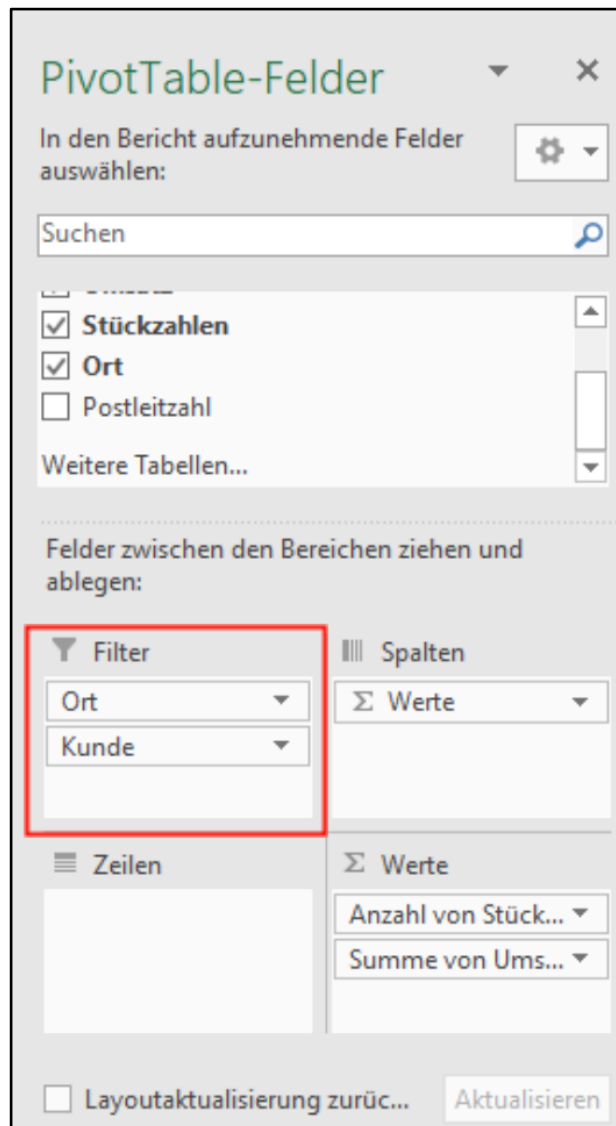 PivotTable-Felder
In den Bericht aufzunehmende Felder
auswählen:
Suchen
Stückzahlen
Ort
Postleitzahl
Weitere Tabellen...
Felder zwischen den Bereichen ziehen und
ablegen:
Filter
Ort
Kunde
Spalten
Σ Werte
Zeilen
Σ Werte
Anzahl von Stück...
Summe von Ums...
Layoutaktualisierung zurüc...
Aktualisieren